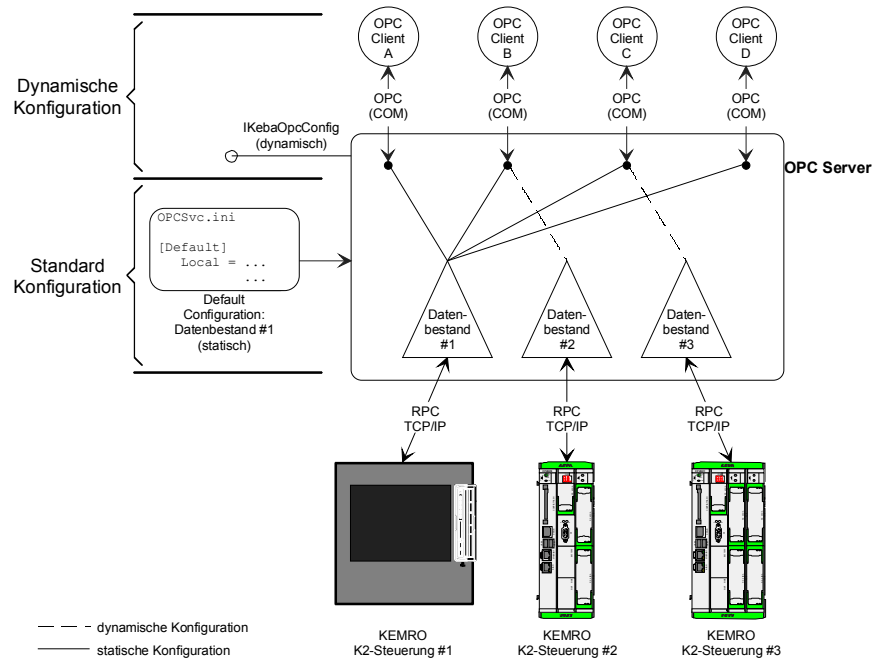 OPC
Client
A
OPC
Client
B
OPC
Client
C
OPC
Client
D
Dynamische
Konfiguration
OPC
(COM)
OPC
(COM)
OPC
(COM)
OPC
(COM)
IKebaOpcConfig
(dynamisch)
OPC Server
OPCSvc.ini
[Default]
Local = ...
...
Standard
Konfiguration
Default
Configuration:
Datenbestand #1
(statisch)
Daten-
bestand
#1
Daten-
bestand
#2
Daten-
bestand
#3
RPC
TCP/IP
RPC
TCP/IP
RPC
TCP/IP
dynamische Konfiguration
statische Konfiguration
KEMRO
K2-Steuerung #1
KEMRO
K2-Steuerung #2
KEMRO
K2-Steuerung #3